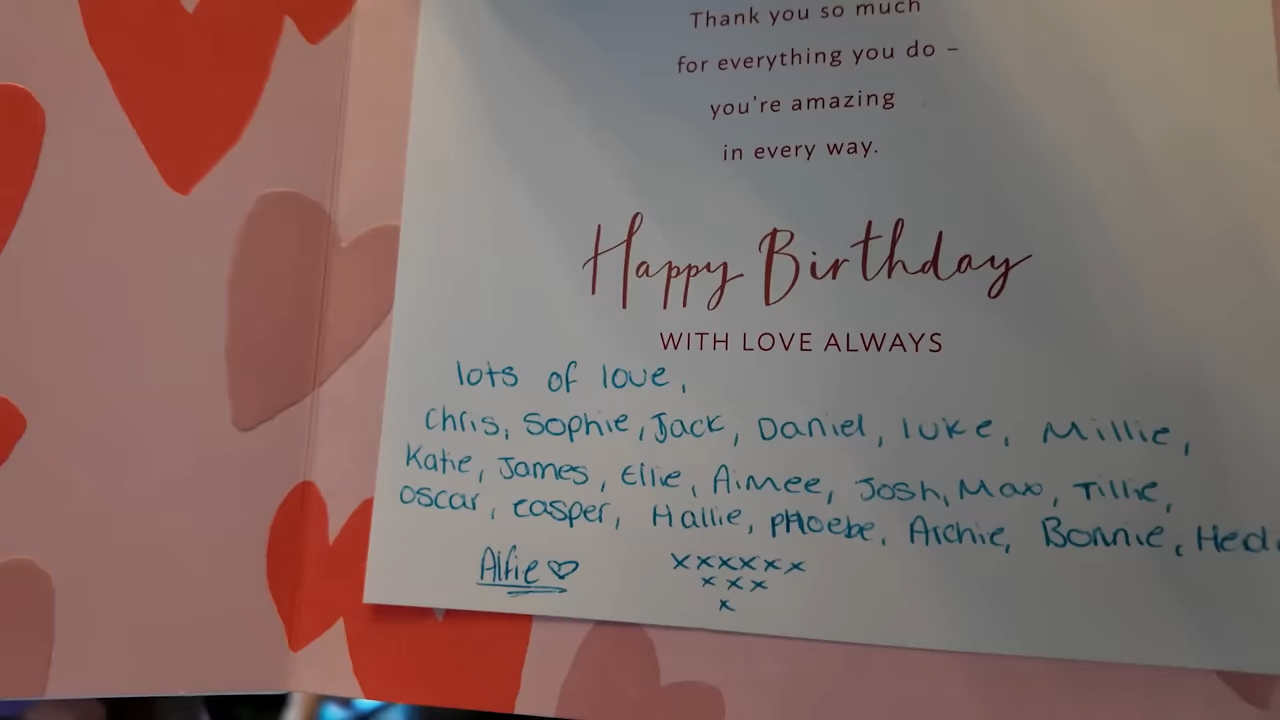 Thank you so much
for everything you do –
you're amazing
in every way.
Happy Birthday
WITH LOVE ALWAYS
lots of love,
Chris, Sophie, Jack, Daniel, luke, Millie,
Katie, James, Ellie, Aimee, Josh, Max, Tillie,
oscar, casper, Hallie, pHoebe, Archie, Bonnie,
Alfie♡ xxxxxx
xxx
x